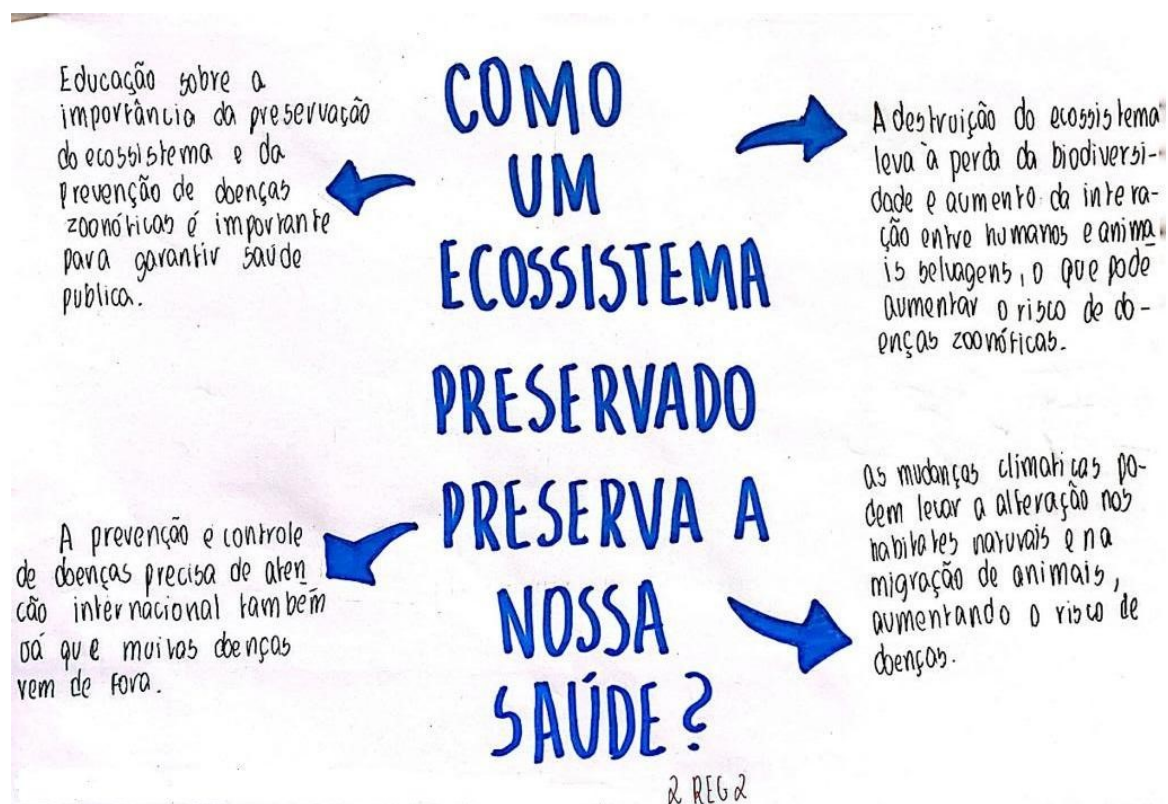 COMO
UM
ECOSSISTEMA
PRESERVADO
PRESERVA A
NOSSA
SAÚDE?
Educação sobre a
importância da preservação
do ecossistema e da
prevenção de doenças
zoonóticas é importante
para garantir saúde
publica.
A destruição do ecossistema
leva à perda da biodiversi-
dade e aumento da intera-
ção entre humanos e anima
is selvagens, o que pode
aumentar o risco de do-
enças zoonóticas.
A prevenção e controle
de doenças precisa de aten
ção internacional também
que muitas doenças
vem de fora.
as mudanças climaticas po-
dem levar a alteração nos
habitates naturais e na
migração de animais,
aumentando o risco de
doenças.
2 REG 2